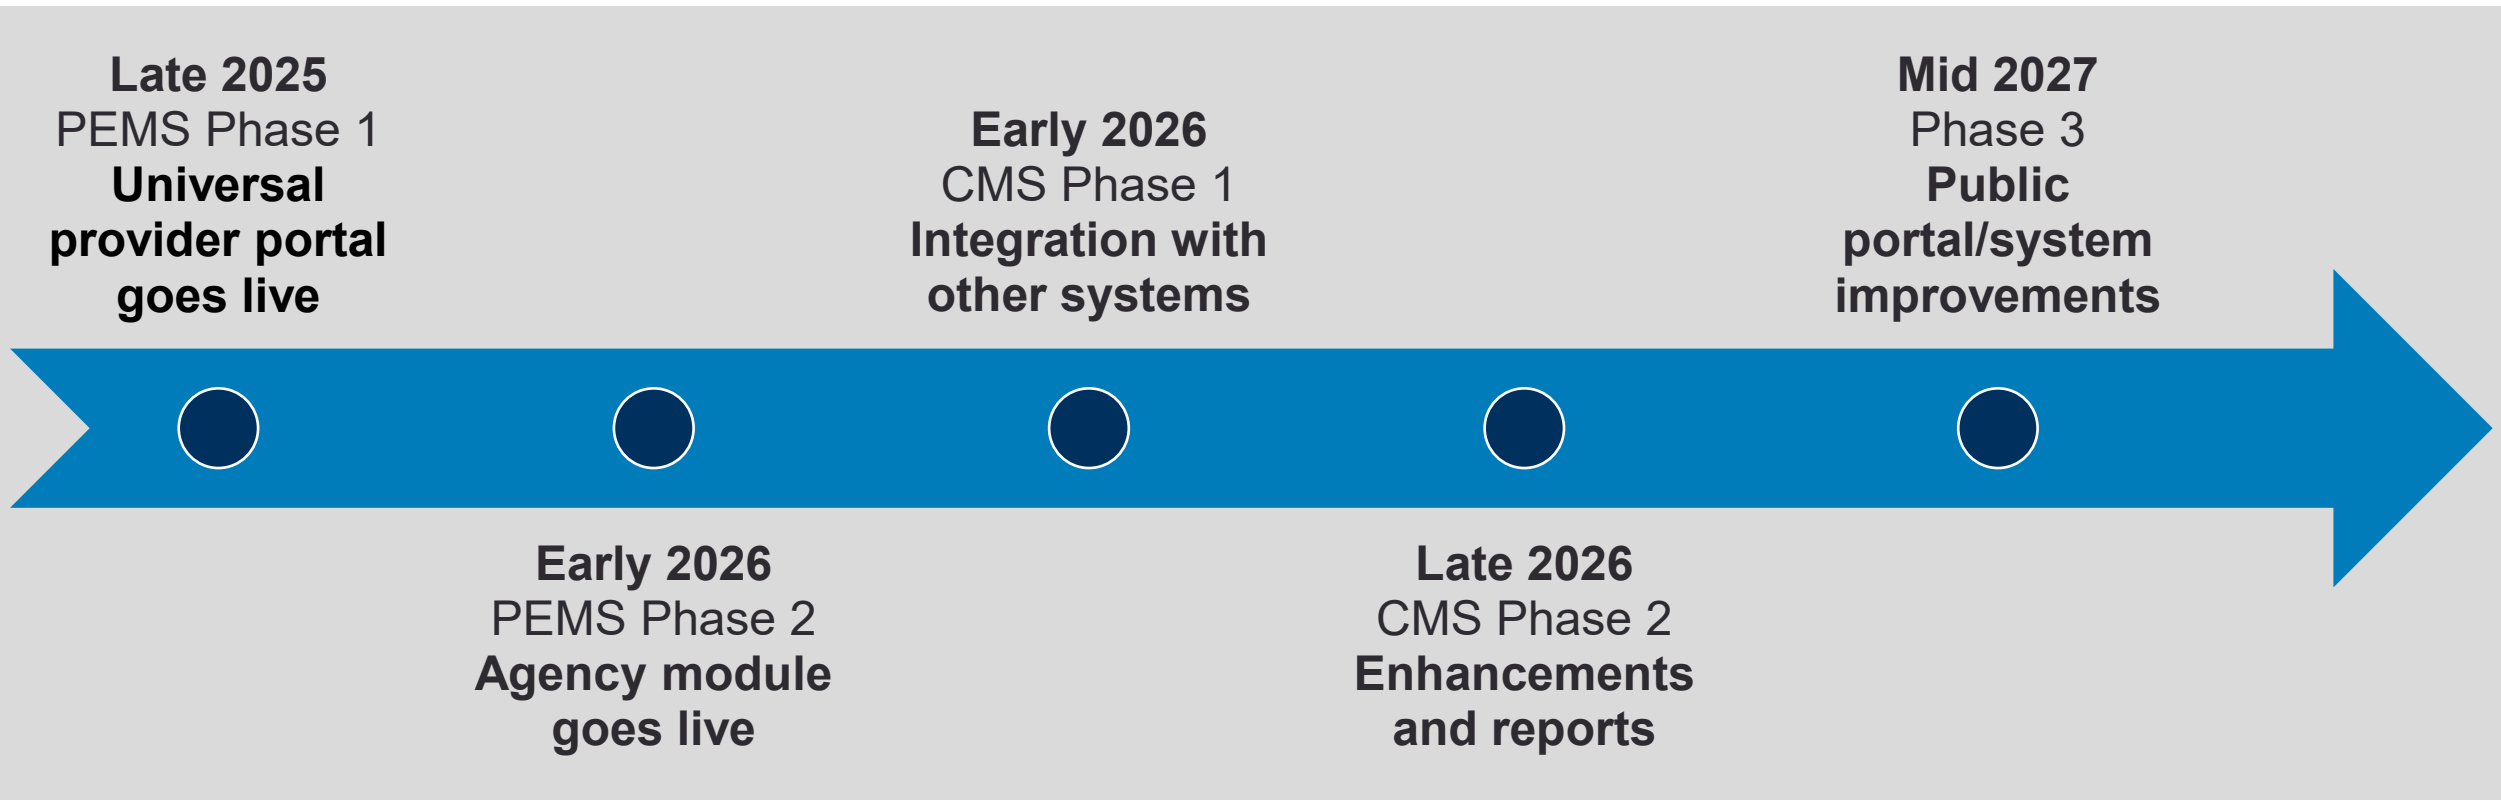 Late 2025
PEMS Phase 1
Universal
provider portal
goes live
Early 2026
PEMS Phase 2
Agency module
goes live
Early 2026
CMS Phase 1
Integration with
other systems
Late 2026
CMS Phase 2
Enhancements
and reports
Mid 2027
Phase 3
Public
portal/system
improvements